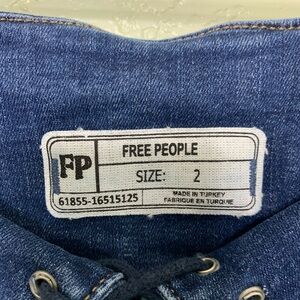 FP
FREE PEOPLE
SIZE: 2
61855-16515125
MADE IN TURKEY
FABRIQUE EN TURQUIE